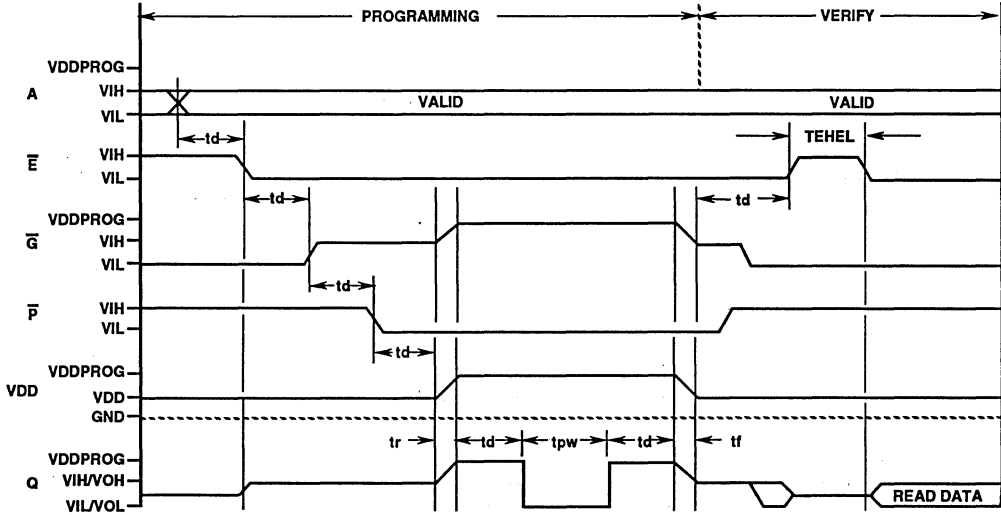 PROGRAMMING VERIFY
VDDPROG
A VIH
VALID VALID
VIL
td TEHEL
E VIH
VIL
td td
VDDPROG
G VIH
VIL
td
P VIH
VIL
td
VDDPROG
VDD
VDD
GND
tr td tpw td tf
VDDPROG
Q VIH/VOH
VIL/VOL READ DATA